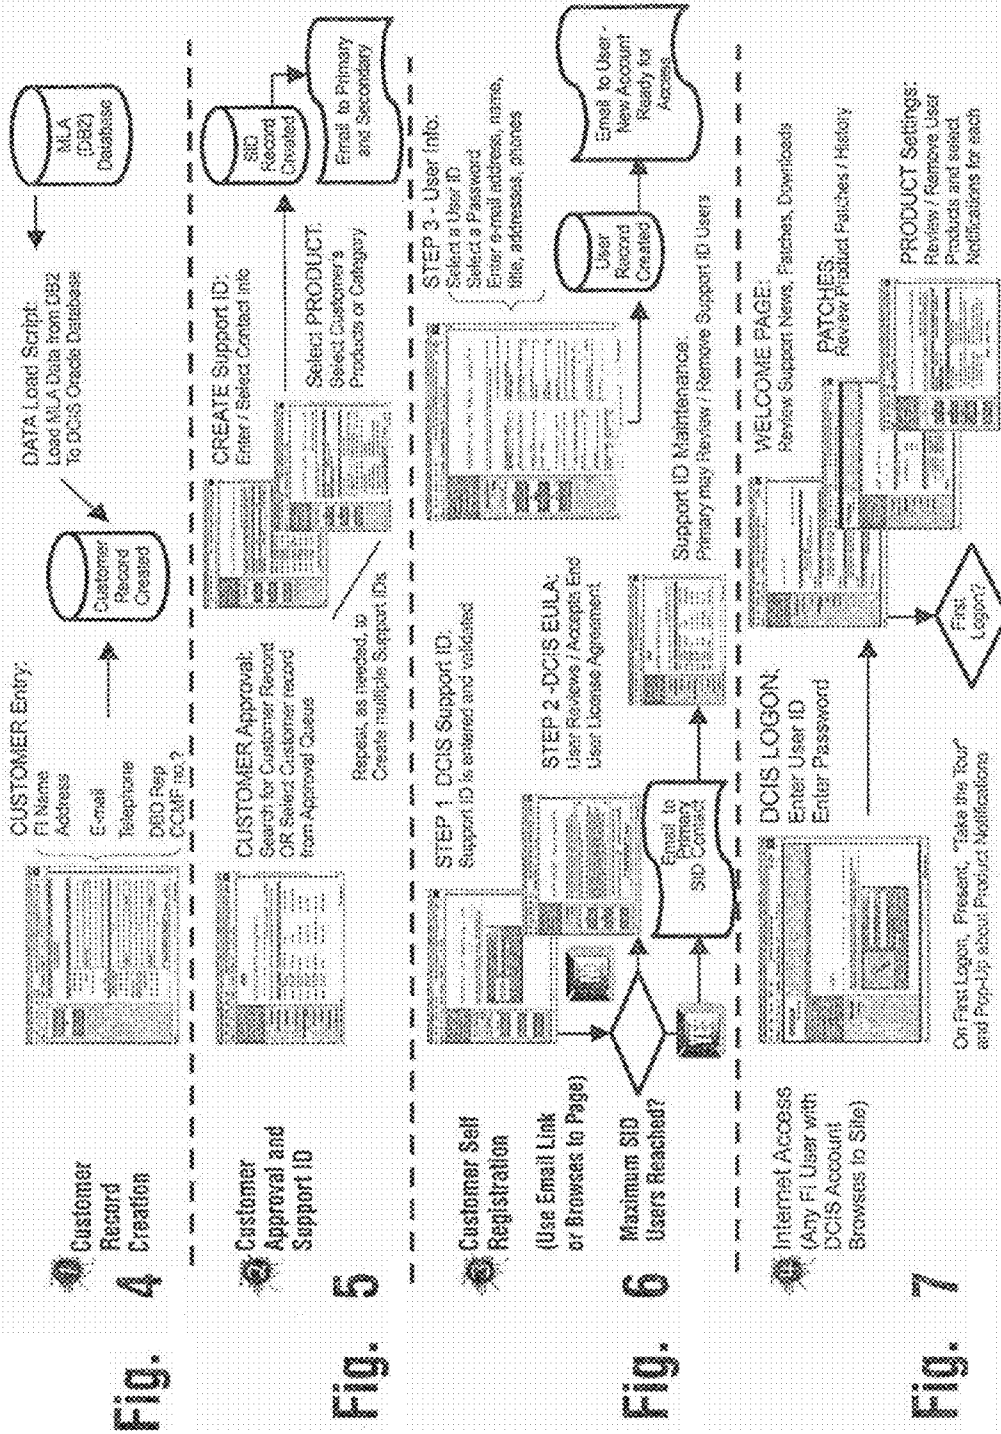 Fig. 4
Customer
Record
Creation
CUSTOMER Entry:
FI Name
Address
E-mail
Telephone
DBD Rep
ECMF no.?
Customer
Record
Created
DATA Load Script:
Load MLA Data from DB2
To DCIS Oracle Database
MLA
(DB2)
Database
Fig. 5
Customer
Approval and
Support ID
CUSTOMER Approval:
Search for Customer Record
OR Select Customer record
from Approval Queue
Repeat, as needed, to
Create multiple Support IDs
CREATE Support ID:
Enter / Select Contact info
Select PRODUCT:
Select Customer's
Products or Category
SID
Record
Created
Email to Primary
and Secondary
Fig. 6
Customer Self
Registration
(Use Email Link
or Browses to Page)
Maximum SID
Users Reached?
STEP 1 DCIS Support ID:
Support ID is entered and validated
STEP 2 -DCIS EULA:
User Reviews / Accepts End
User License Agreement
Email to
Primary
SID Contact
Support ID Maintenance:
Primary may Review / Remove Support ID Users
STEP 3 - User Info:
Select a User ID
Select a Password
Enter e-mail address, name,
title, addresses, phones
User
Record
Created
Email to User -
New Account
Ready for
Access
Fig. 7
Internet Access
(Any Fi User with
DCIS Account
Browses to Site)
DCIS LOGON:
Enter User ID
Enter Password
On First Logon, Present, "Take the Tour"
and Pop-Up about Product Notifications
First
Logon?
WELCOME PAGE:
Review Support News, Patches, Downloads
PATCHES:
Review Product Patches / History
PRODUCT Settings:
Review / Remove User
Products and select
Notifications for each